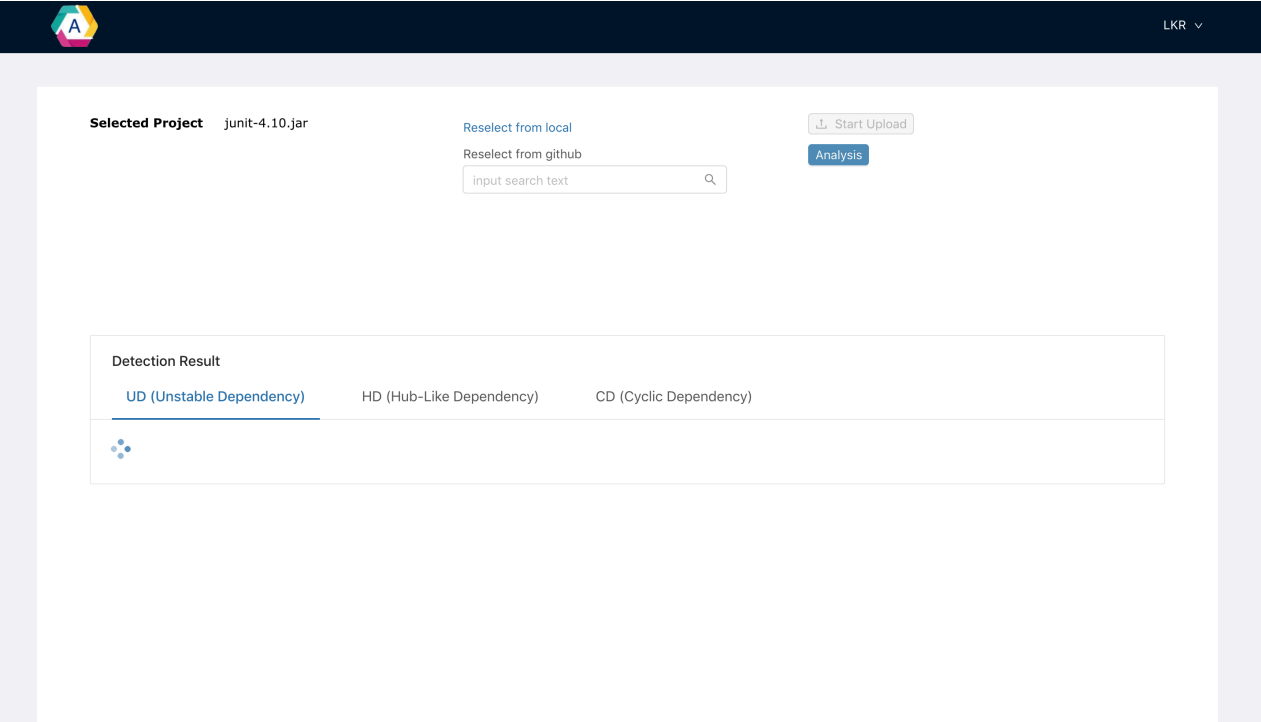 A
LKR
Selected Project junit-4.10.jar
Reselect from local
Reselect from github
input search text
Start Upload
Analysis
Detection Result
UD (Unstable Dependency) HD (Hub-Like Dependency) CD (Cyclic Dependency)